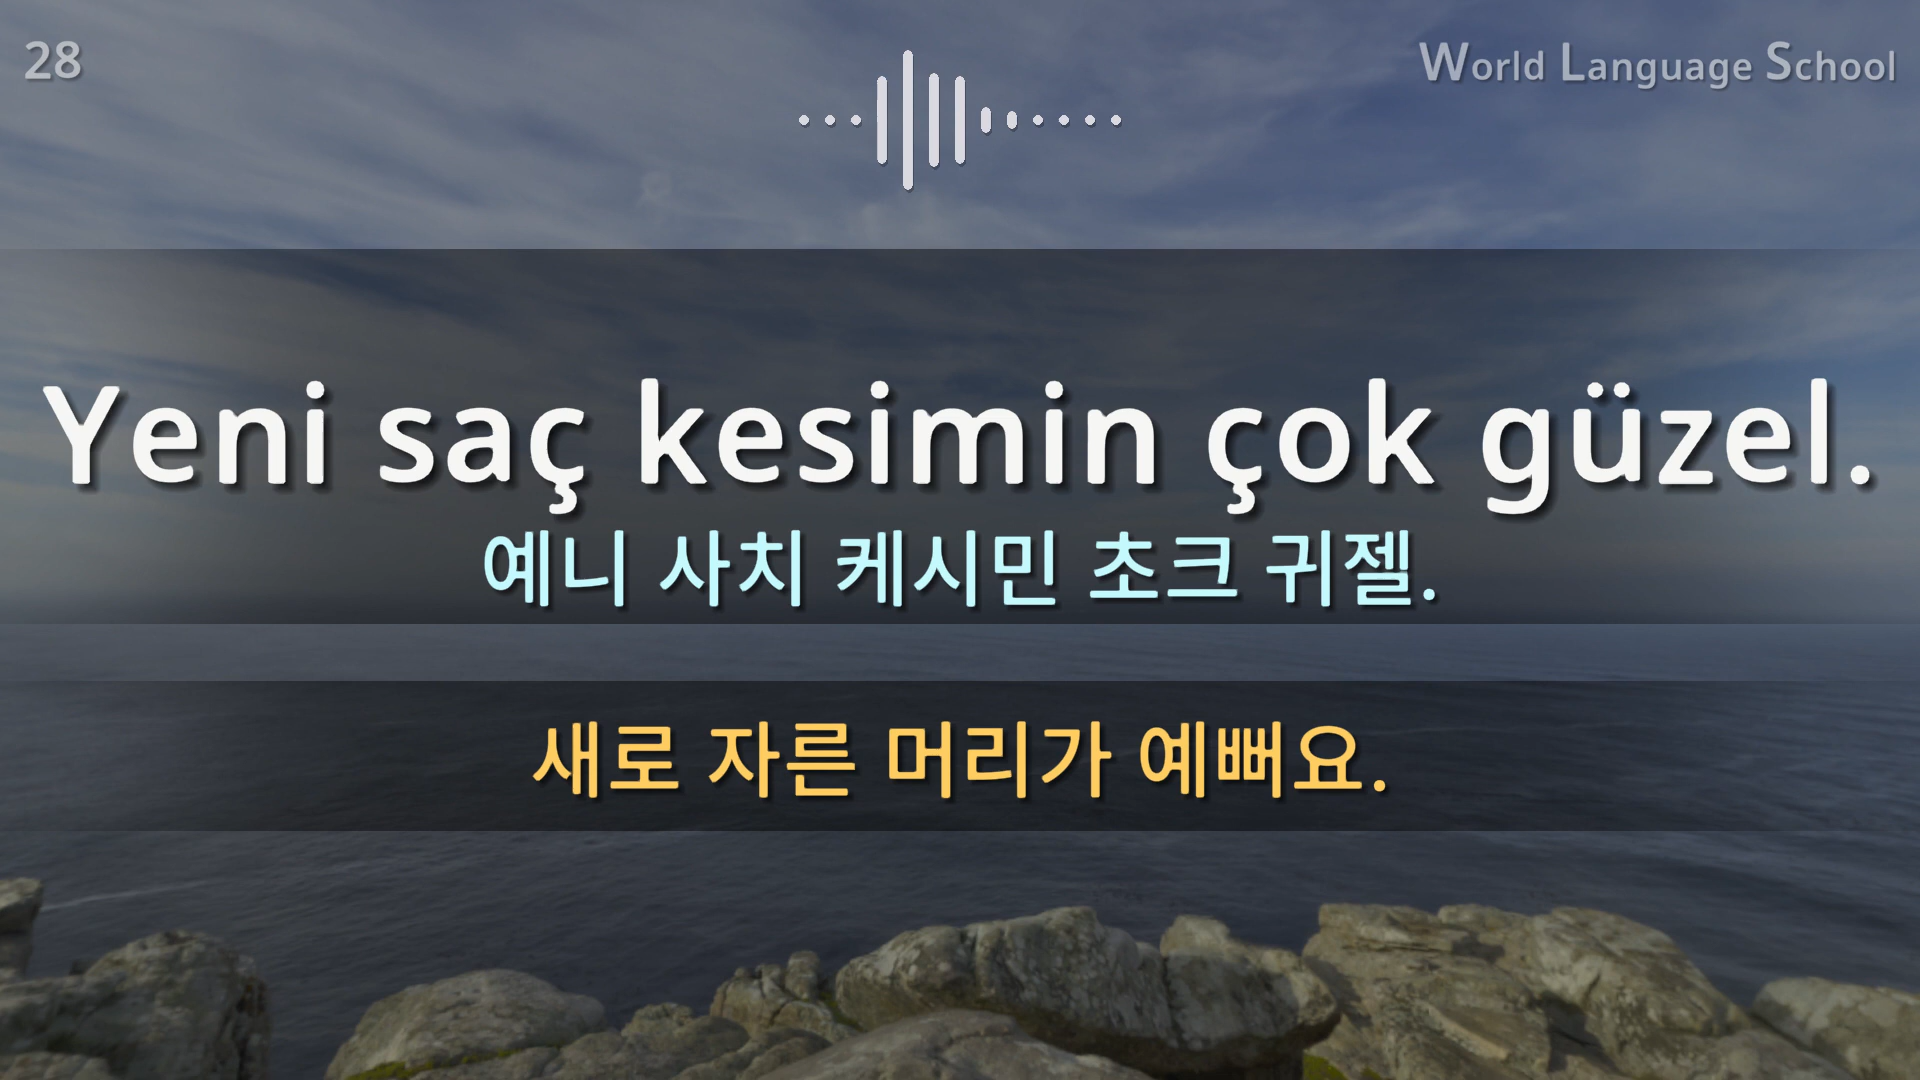 28
World Language School
Yeni saç kesimin çok güzel.
예니 사치 케시민 초크 귀젤.
새로 자른 머리가 예뻐요.